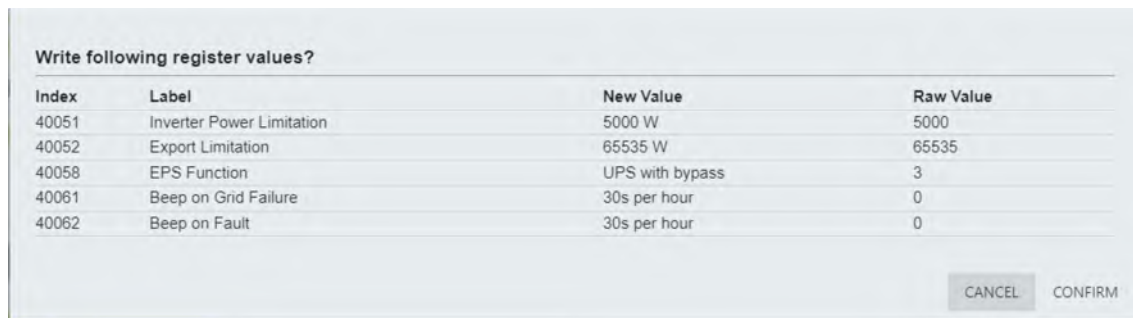 Write following register values?
Index Label New Value Raw Value
40051 Inverter Power Limitation 5000 W 5000
40052 Export Limitation 65535 W 65535
40058 EPS Function UPS with bypass 3
40061 Beep on Grid Failure 30s per hour 0
40062 Beep on Fault 30s per hour 0
CANCEL CONFIRM